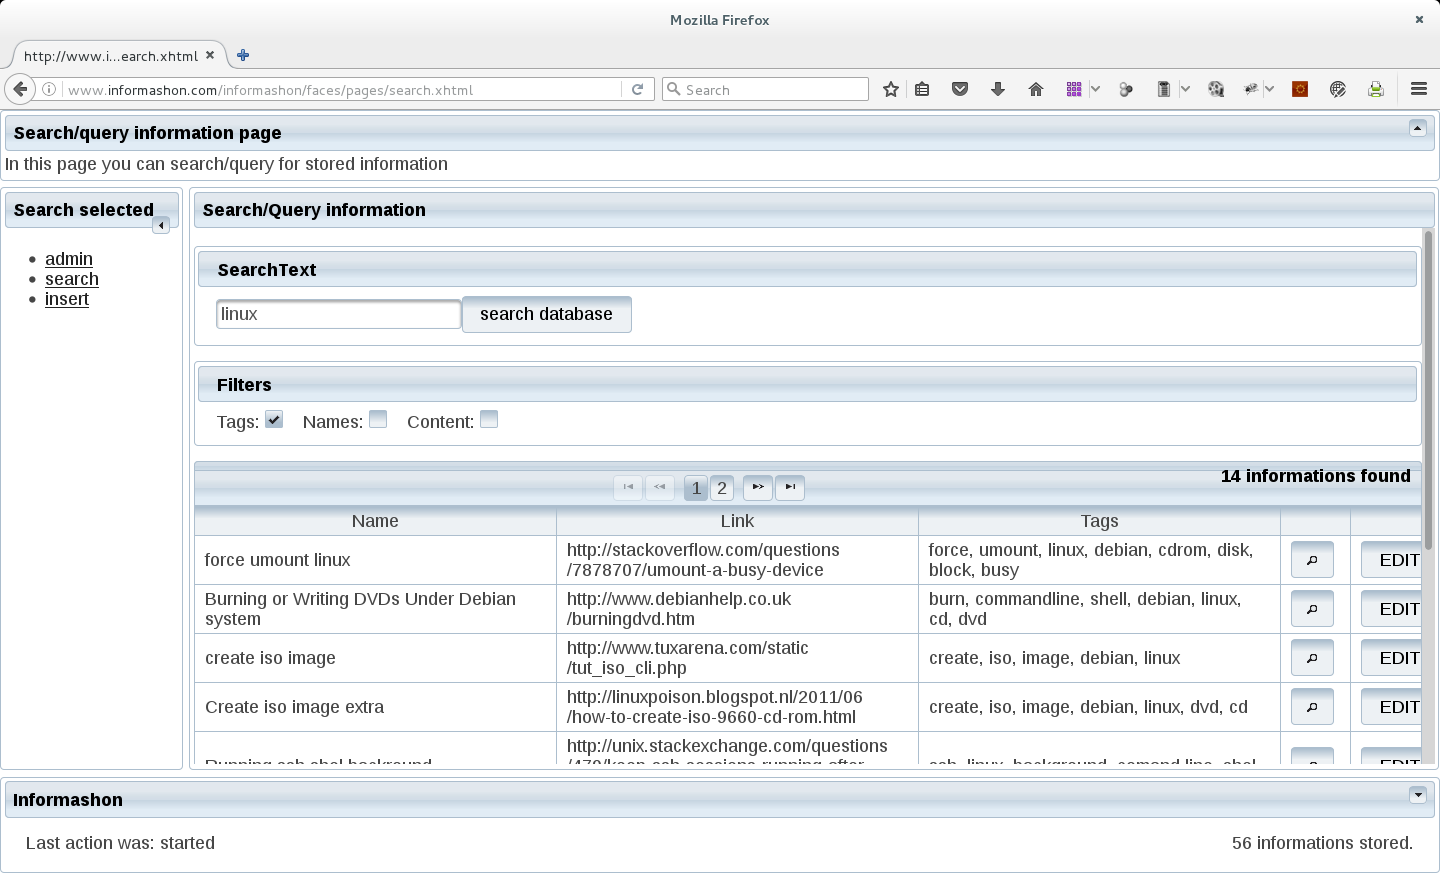 Mozilla Firefox
http://www.i...earch.xhtml
www.informashon.com/informashon/faces/pages/search.xhtml
Search
Search/query information page
In this page you can search/query for stored information
Search selected
admin
search
insert
Search/Query information
SearchText
linux
search database
Filters
Tags: Names: Content:
1 2
14 informations found
Name Link Tags
force umount linux
http://stackoverflow.com/questions
/7878707/umount-a-busy-device
force, umount, linux, debian, cdrom, disk,
block, busy
EDIT
Burning or Writing DVDs Under Debian
system
http://www.debianhelp.co.uk
/burningdvd.htm
burn, commandline, shell, debian, linux,
cd, dvd
EDIT
create iso image
http://www.tuxarena.com/static
/tut_iso_cli.php
create, iso, image, debian, linux
EDIT
Create iso image extra
http://linuxpoison.blogspot.nl/2011/06
/how-to-create-iso-9660-cd-rom.html
create, iso, image, debian, linux, dvd, cd
EDIT
http://unix.stackexchange.com/questions
Informashon
Last action was: started
56 informations stored.